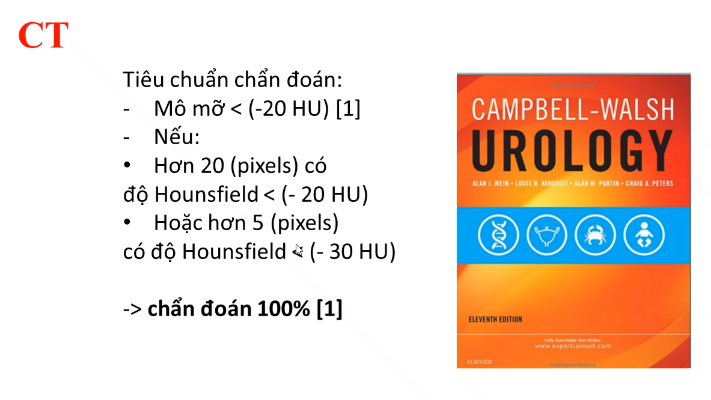 CT
Tiêu chuẩn chẩn đoán:
- Mô mỡ < (-20 HU) [1]
- Nếu:
• Hơn 20 (pixels) có
độ Hounsfield < (- 20 HU)
• Hoặc hơn 5 (pixels)
có độ Hounsfield (- 30 HU)
-> chẩn đoán 100% [1]
CAMPBELL-WALSH
UROLOGY
ALAN J. WEIN • LOUIS R. KAVOUSSI • ALAN W. PARTIN • CRAIG A. PETERS
ELEVENTH EDITION
Fully Searchable Text Online
www.expertconsult.com
ELSEVIER